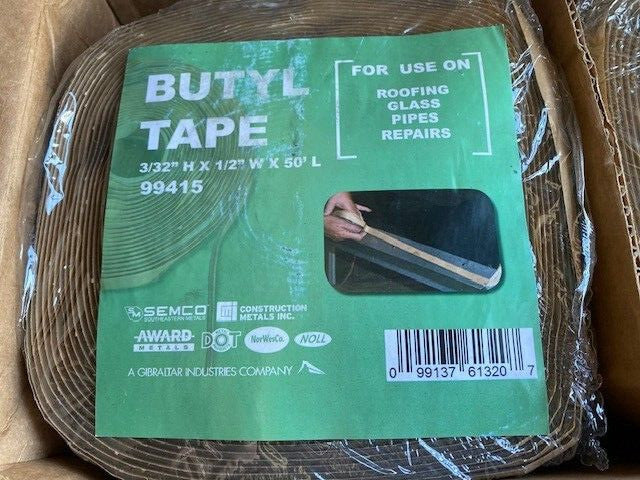 BUTYL
TAPE
3/32" H X 1/2" W X 50' L
99415
FOR USE ON
ROOFING
GLASS
PIPES
REPAIRS
SM SEMCO
SOUTHEASTERN METALS
CONSTRUCTION
METALS INC.
AWARD
METALS
DOT
NorWesCo.
NOLL
A GIBRALTAR INDUSTRIES COMPANY
0 99137 61320 7